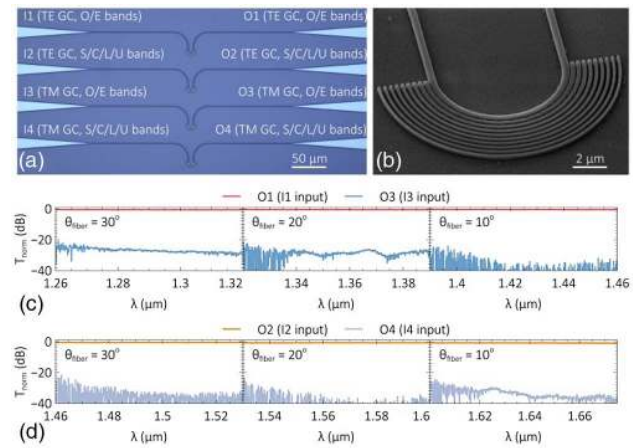 I1 (TE GC, O/E bands) O1 (TE GC, O/E bands)
I2 (TE GC, S/C/L/U bands) O2 (TE GC, S/C/L/U bands)
I3 (TM GC, O/E bands) O3 (TM GC, O/E bands)
I4 (TM GC, S/C/L/U bands) O4 (TM GC, S/C/L/U bands)
(a) 50 μm
(b) 2 μm
O1 (I1 input) O3 (I3 input)
T_norm (dB)
0
−20
−40
θ_fiber = 30° θ_fiber = 20° θ_fiber = 10°
1.26 1.28 1.3 1.32 1.34 1.36 1.38 1.4 1.42 1.44 1.46
(c) λ (μm) λ (μm) λ (μm)
O2 (I2 input) O4 (I4 input)
T_norm (dB)
0
−20
−40
θ_fiber = 30° θ_fiber = 20° θ_fiber = 10°
1.46 1.48 1.5 1.52 1.54 1.56 1.58 1.6 1.62 1.64 1.66
(d) λ (μm) λ (μm) λ (μm)